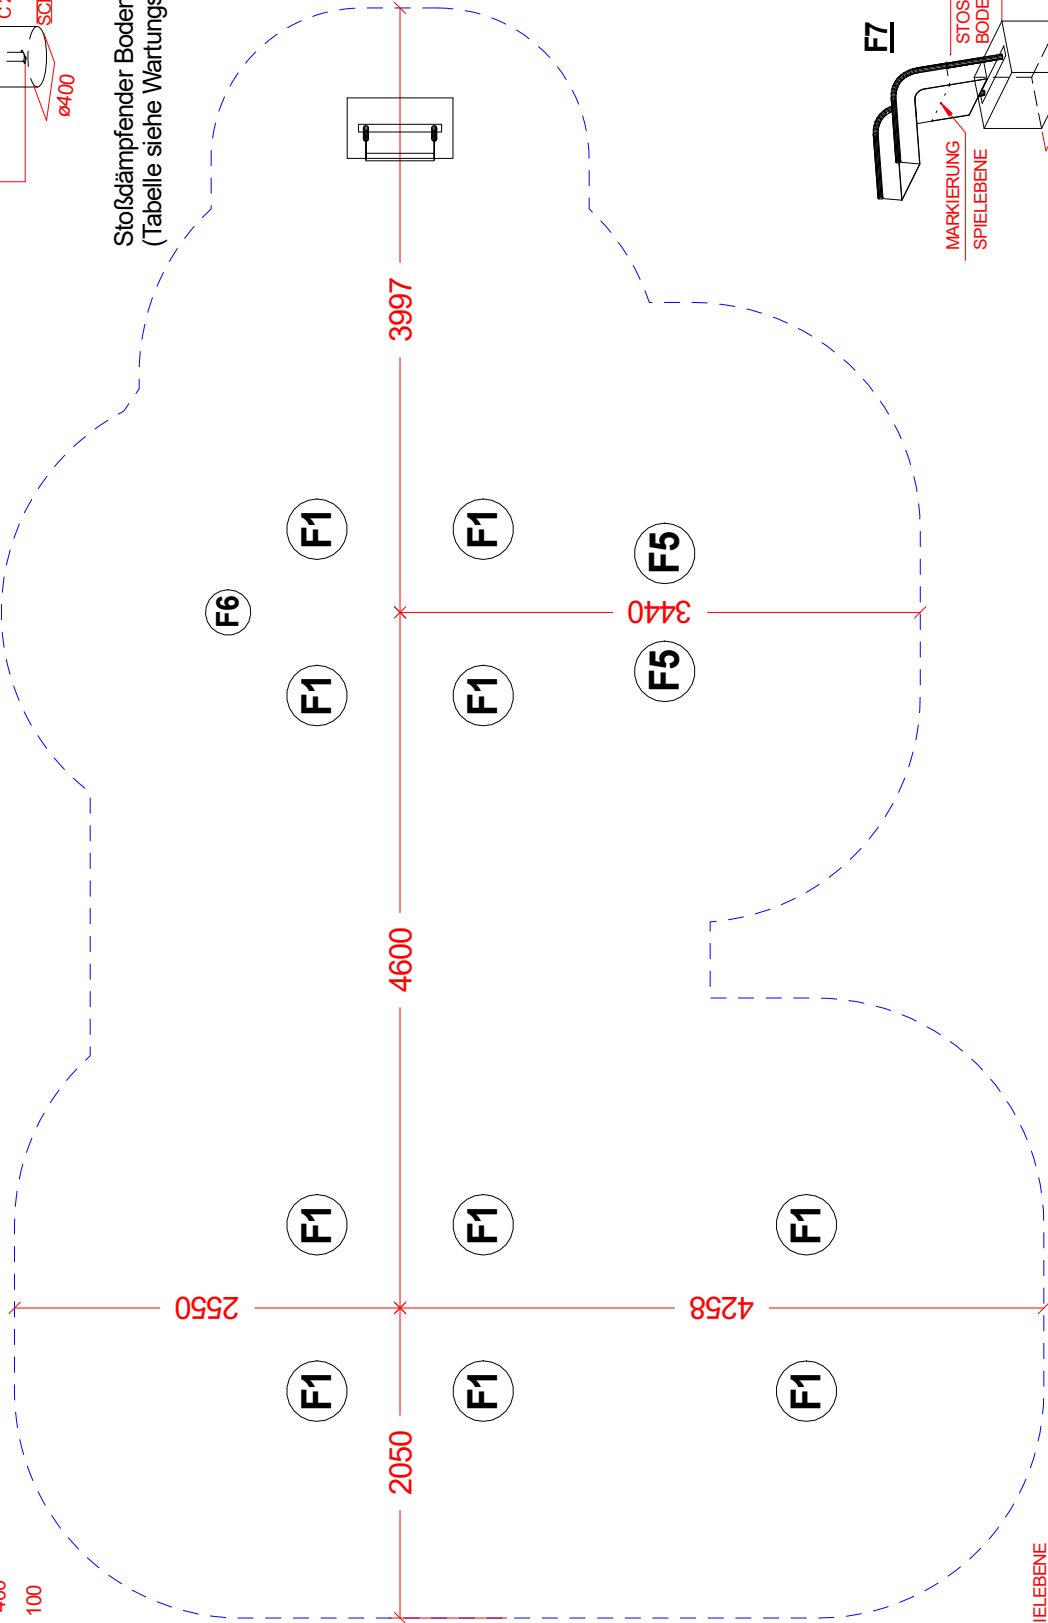 ø400
Stoßdämpfender Boden
(Tabelle siehe Wartungs
F7
MARKIERUNG
SPIELEBENE
3997
F6
F1
F1
F5
F1
F1
F5
3440
4600
F1
F1
F1
2550
4258
F1
F1
F1
2050
100